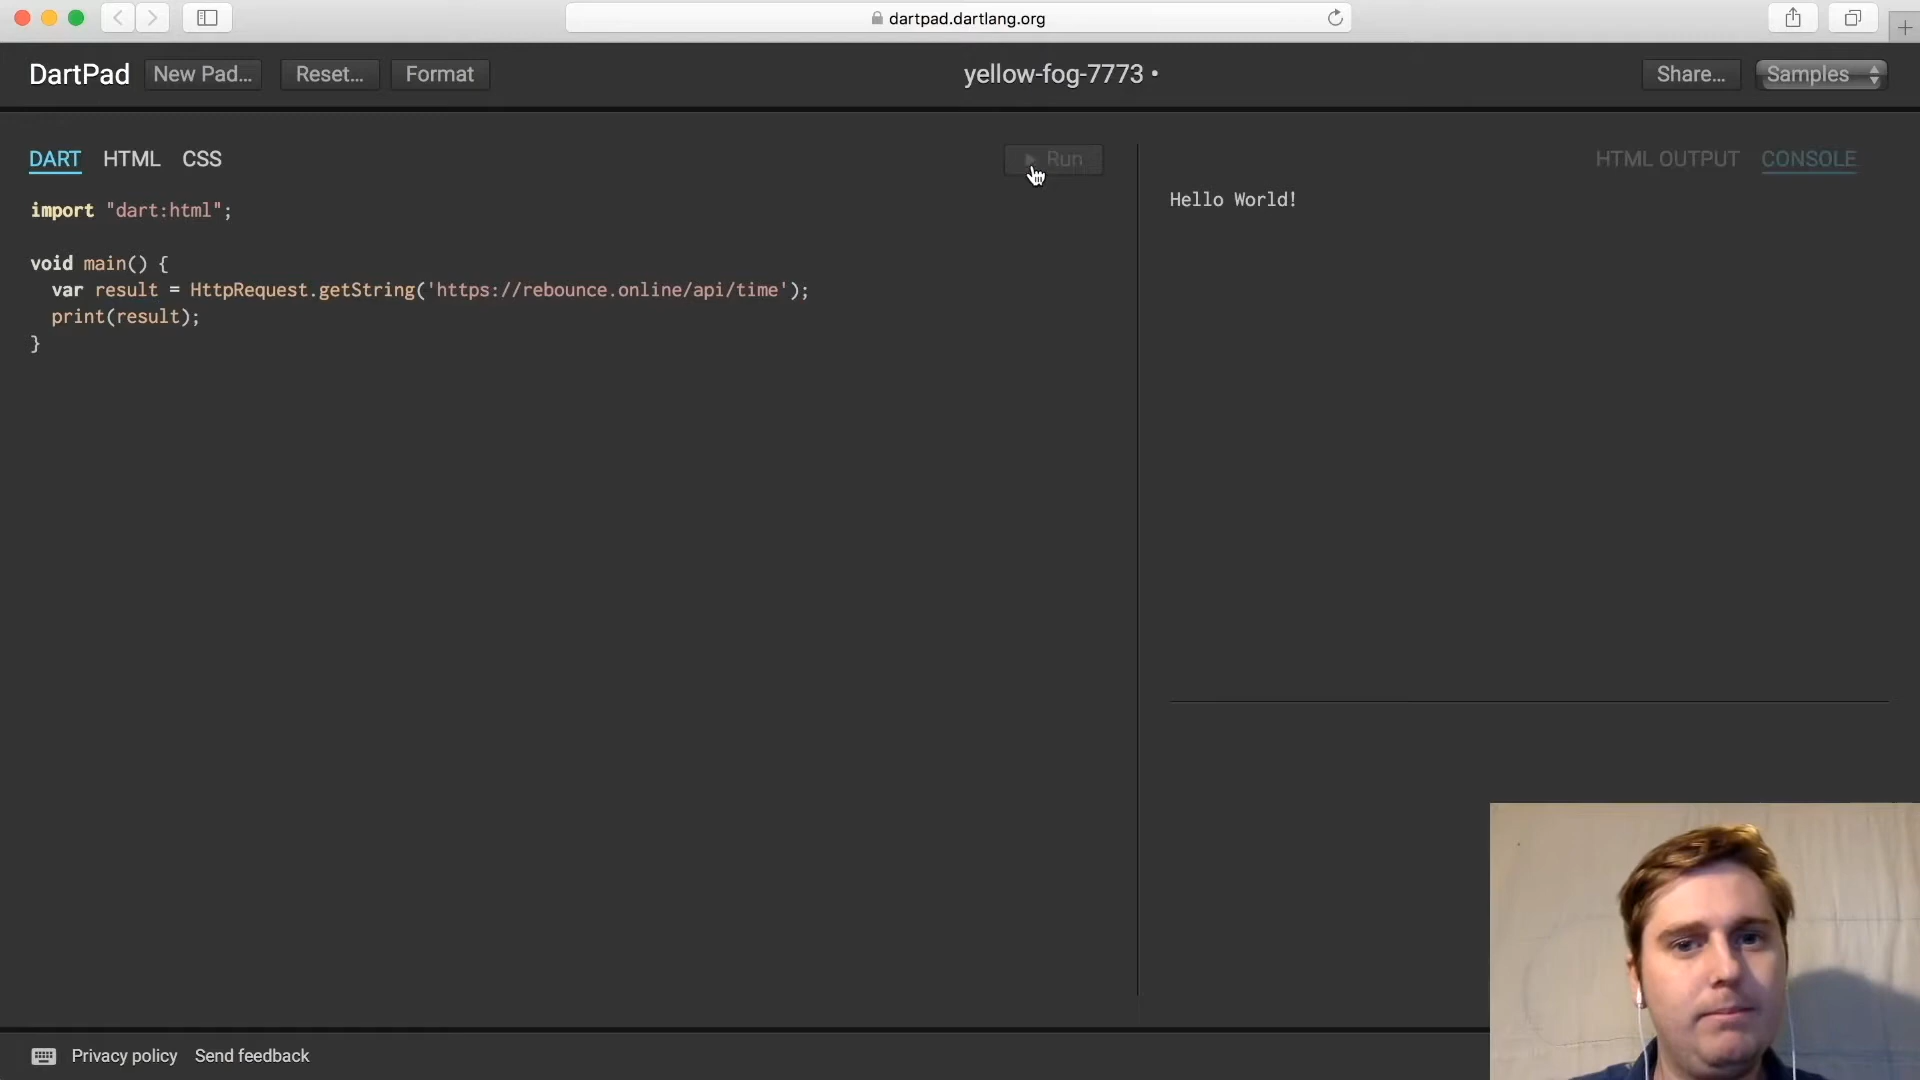 dartpad.dartlang.org
DartPad New Pad... Reset... Format yellow-fog-7773 • Share... Samples
DART HTML CSS Run HTML OUTPUT CONSOLE
import "dart:html";
void main() {
var result = HttpRequest.getString('https://rebounce.online/api/time');
print(result);
}
Hello World!
Privacy policy Send feedback